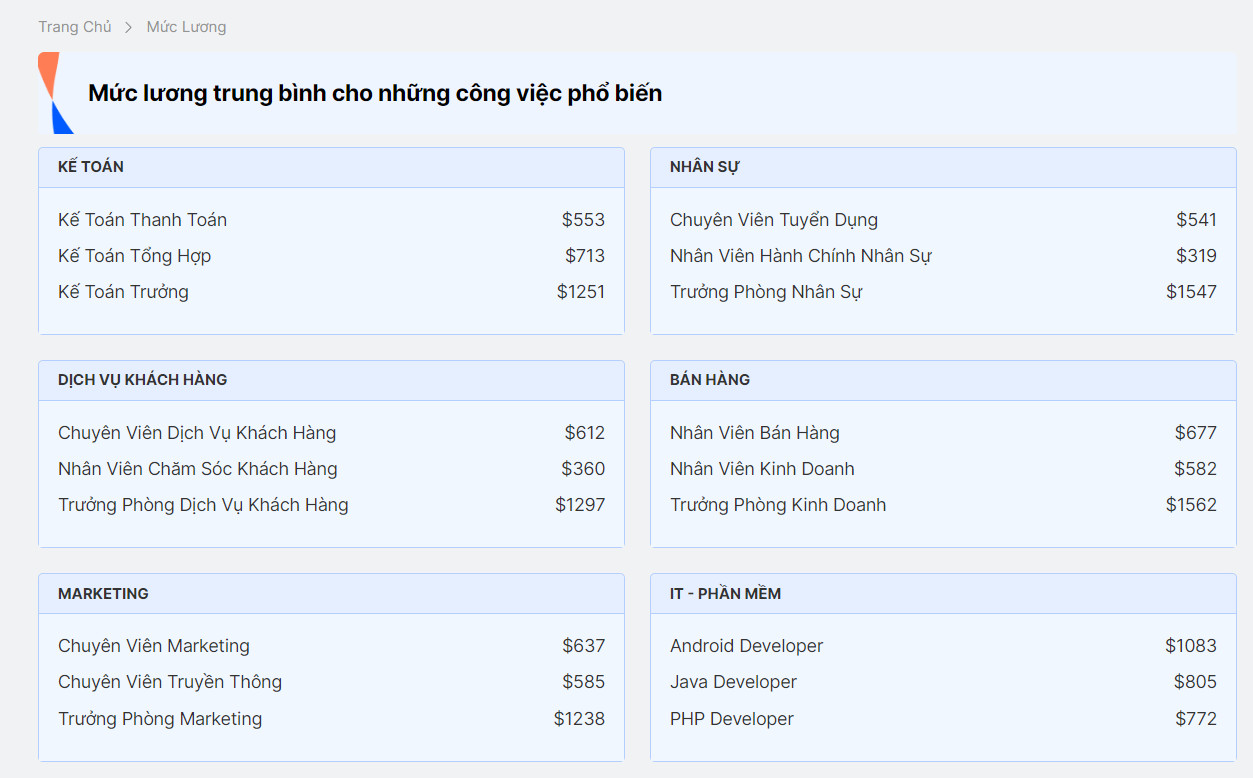 Trang Chủ > Mức Lương
Mức lương trung bình cho những công việc phổ biến
KẾ TOÁN
Kế Toán Thanh Toán $553
Kế Toán Tổng Hợp $713
Kế Toán Trưởng $1251
NHÂN SỰ
Chuyên Viên Tuyển Dụng $541
Nhân Viên Hành Chính Nhân Sự $319
Trưởng Phòng Nhân Sự $1547
DỊCH VỤ KHÁCH HÀNG
Chuyên Viên Dịch Vụ Khách Hàng $612
Nhân Viên Chăm Sóc Khách Hàng $360
Trưởng Phòng Dịch Vụ Khách Hàng $1297
BÁN HÀNG
Nhân Viên Bán Hàng $677
Nhân Viên Kinh Doanh $582
Trưởng Phòng Kinh Doanh $1562
MARKETING
Chuyên Viên Marketing $637
Chuyên Viên Truyền Thông $585
Trưởng Phòng Marketing $1238
IT - PHẦN MỀM
Android Developer $1083
Java Developer $805
PHP Developer $772